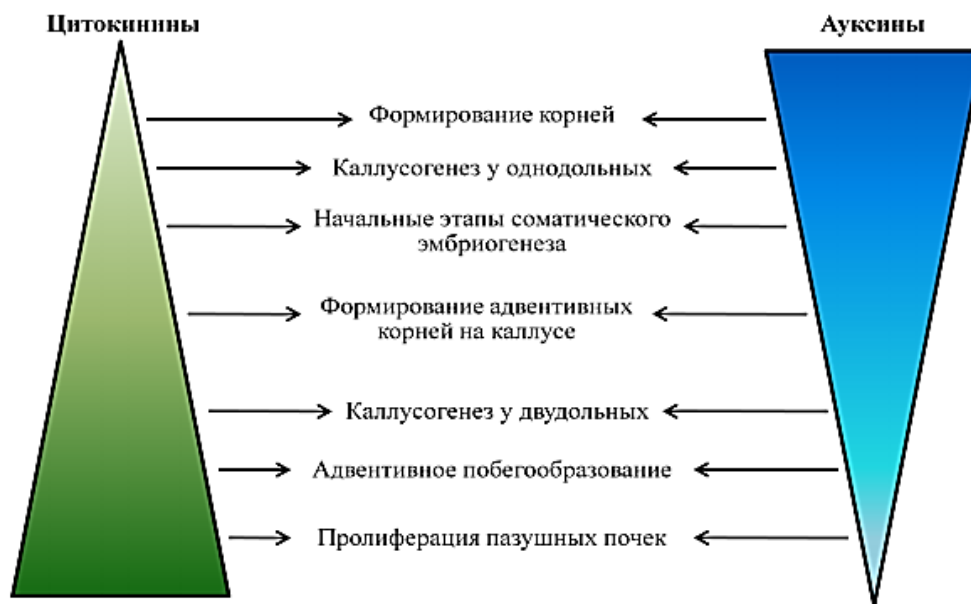 Цитокинины
Ауксины
Формирование корней
Каллусогенез у однодольных
Начальные этапы соматического
эмбриогенеза
Формирование адвентивных
корней на каллусе
Каллусогенез у двудольных
Адвентивное побегообразование
Пролиферация пазушных почек